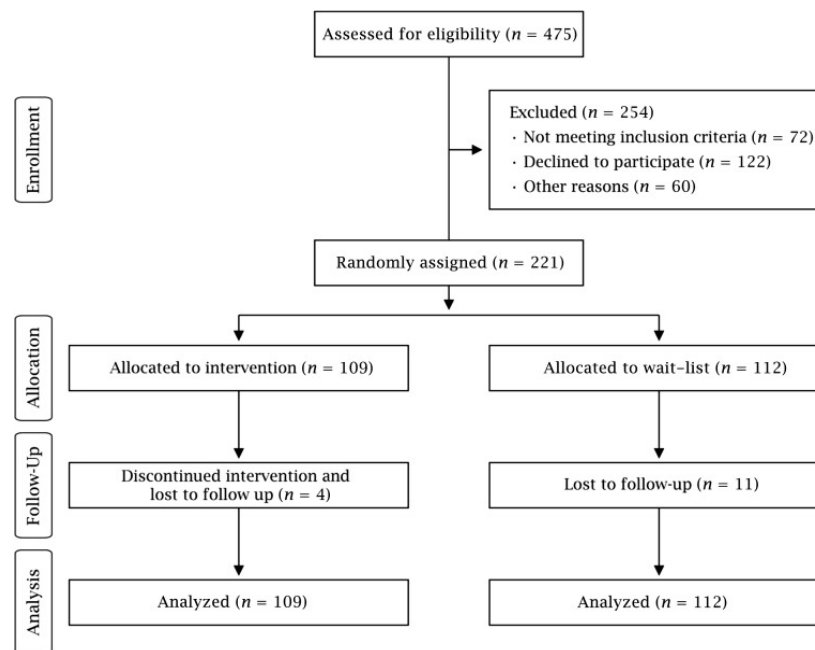 Assessed for eligibility (n = 475)
Enrollment
Excluded (n = 254)
· Not meeting inclusion criteria (n = 72)
· Declined to participate (n = 122)
· Other reasons (n = 60)
Randomly assigned (n = 221)
Allocation
Allocated to intervention (n = 109)
Allocated to wait-list (n = 112)
Follow-Up
Discontinued intervention and
lost to follow up (n = 4)
Lost to follow-up (n = 11)
Analysis
Analyzed (n = 109)
Analyzed (n = 112)